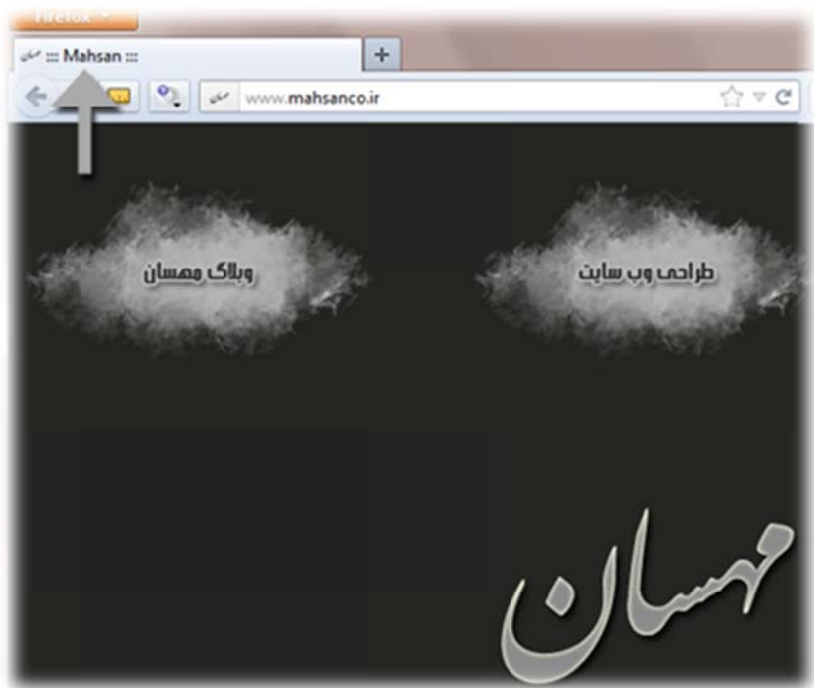 Firefox
::: Mahsan :::
www.mahsanco.ir
طراحی وب سایت
وبلاگ مهسان
مهسان